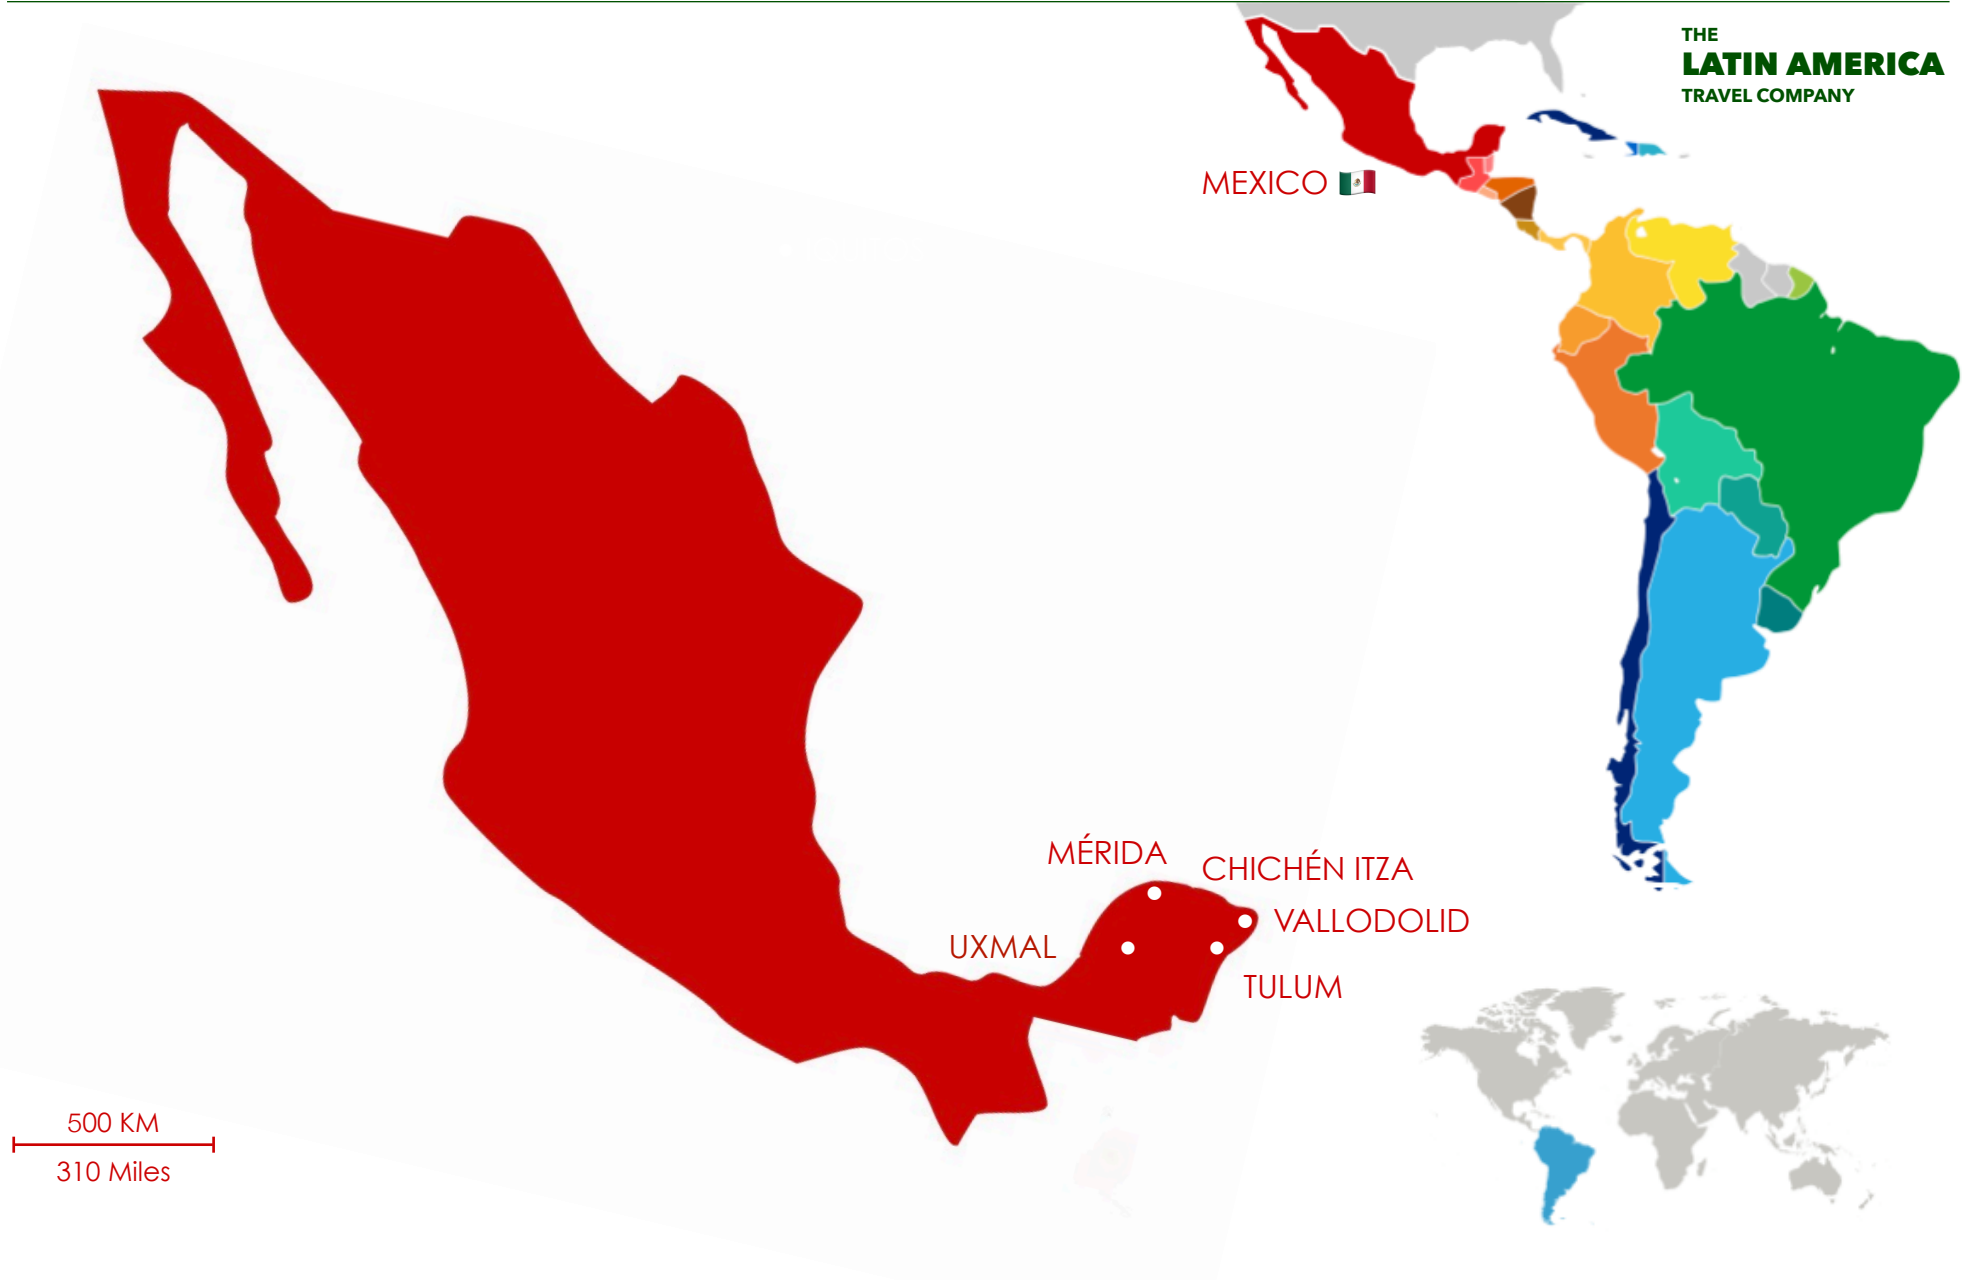 THE
LATIN AMERICA
TRAVEL COMPANY
MEXICO
MÉRIDA
CHICHÉN ITZA
VALLODOLID
UXMAL
TULUM
500 KM
310 Miles